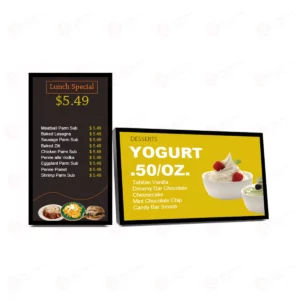 Lunch Special
$5.49
Meatball Parm Sub $5.49
Baked Lasagna $5.49
Sausage Parm Sub $5.49
Baked Ziti $5.49
Chicken Parm Sub $5.49
Penne alla Vodka $5.49
Eggplant Parm Sub $5.49
Penne Pianet $5.49
Shrimp Parm Sub $5.49
DESSERTS
YOGURT
.50/OZ.
Tahitian Vanilla
Dreamy Dar Chocolate
Cheesecake
Mint Chocolate Chip
Candy Bar Smash